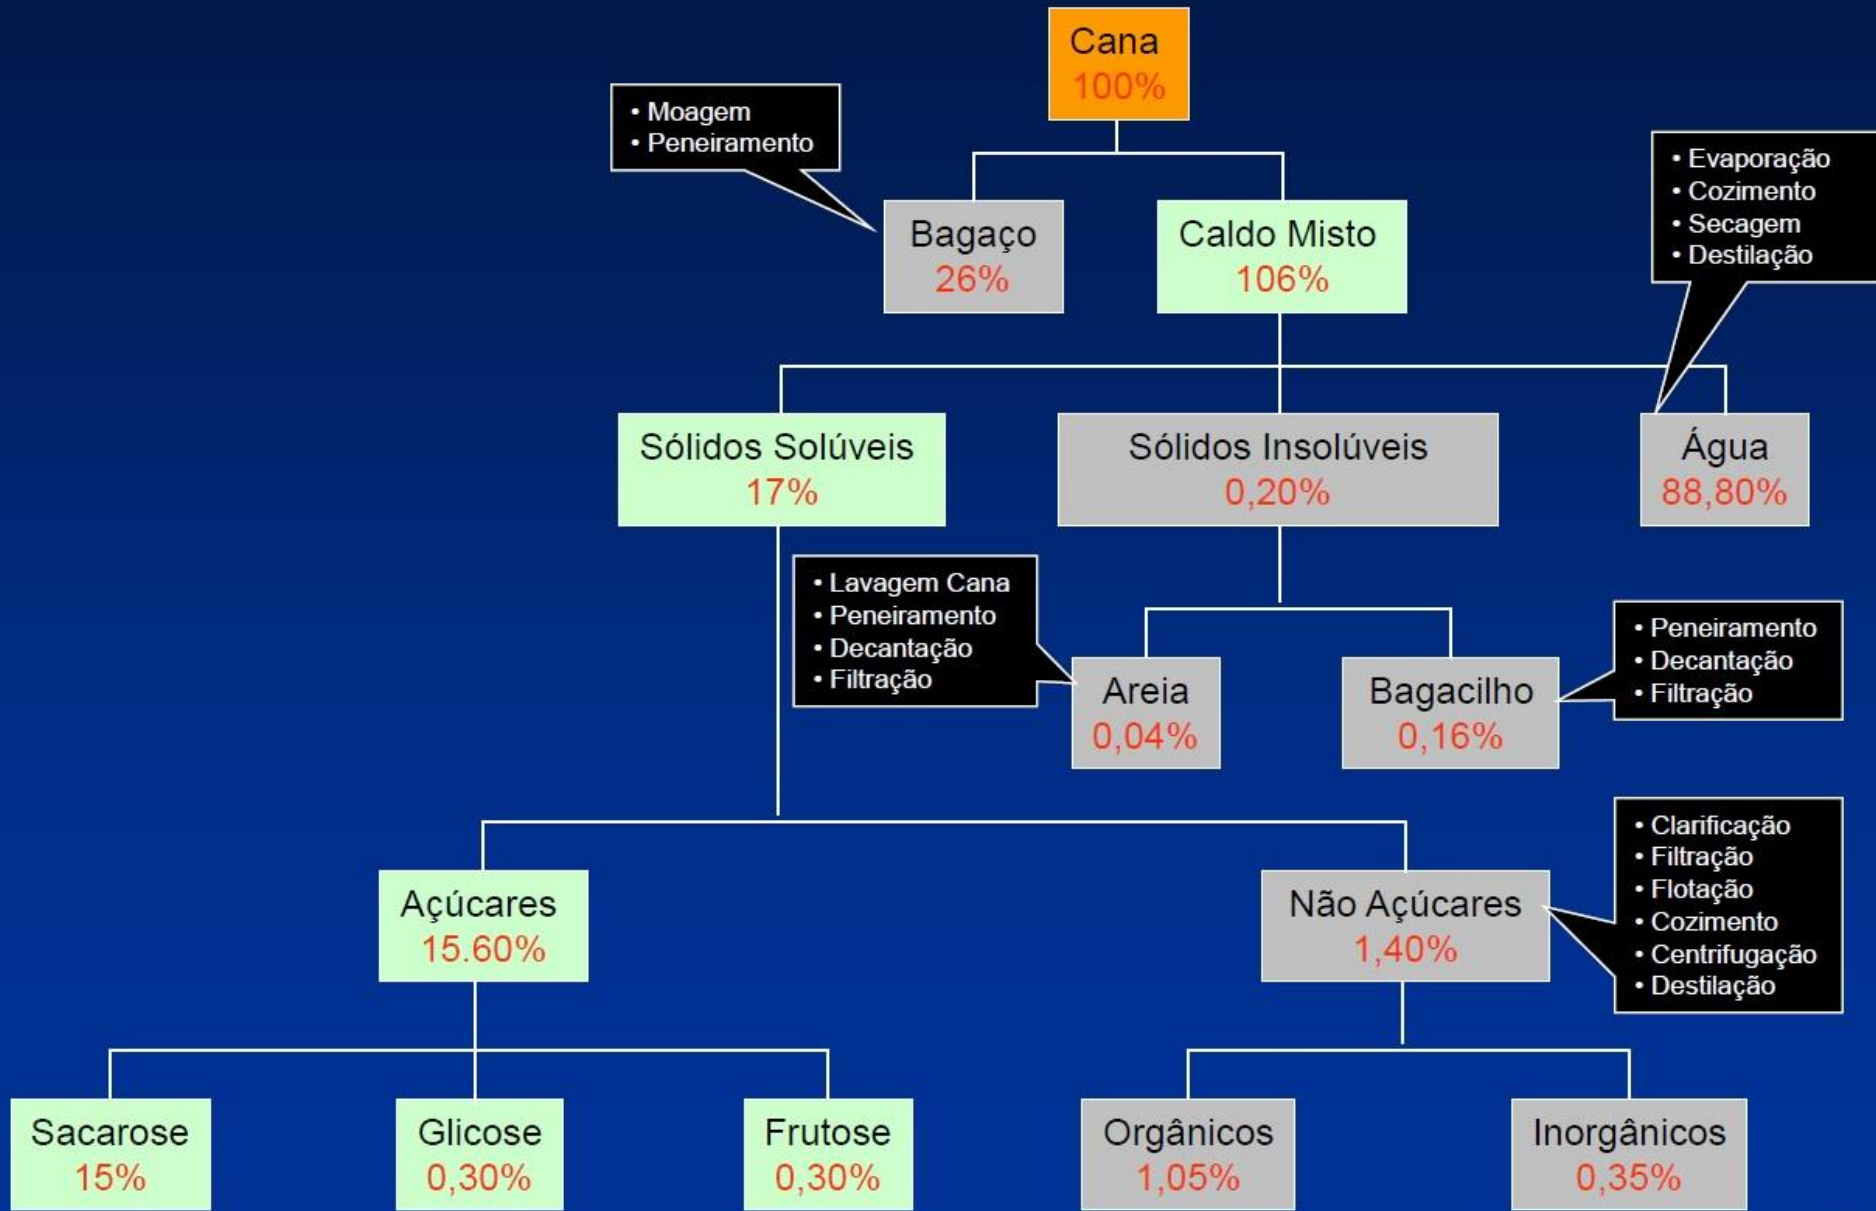 Cana
100%
• Moagem
• Peneiramento
• Evaporação
• Cozimento
• Secagem
• Destilação
Bagaço
26%
Caldo Misto
106%
Sólidos Solúveis
17%
Sólidos Insolúveis
0,20%
Água
88,80%
• Lavagem Cana
• Peneiramento
• Decantação
• Filtração
Areia
0,04%
Bagacilho
0,16%
• Peneiramento
• Decantação
• Filtração
Açúcares
15.60%
Não Açúcares
1,40%
• Clarificação
• Filtração
• Flotação
• Cozimento
• Centrifugação
• Destilação
Sacarose
15%
Glicose
0,30%
Frutose
0,30%
Orgânicos
1,05%
Inorgânicos
0,35%